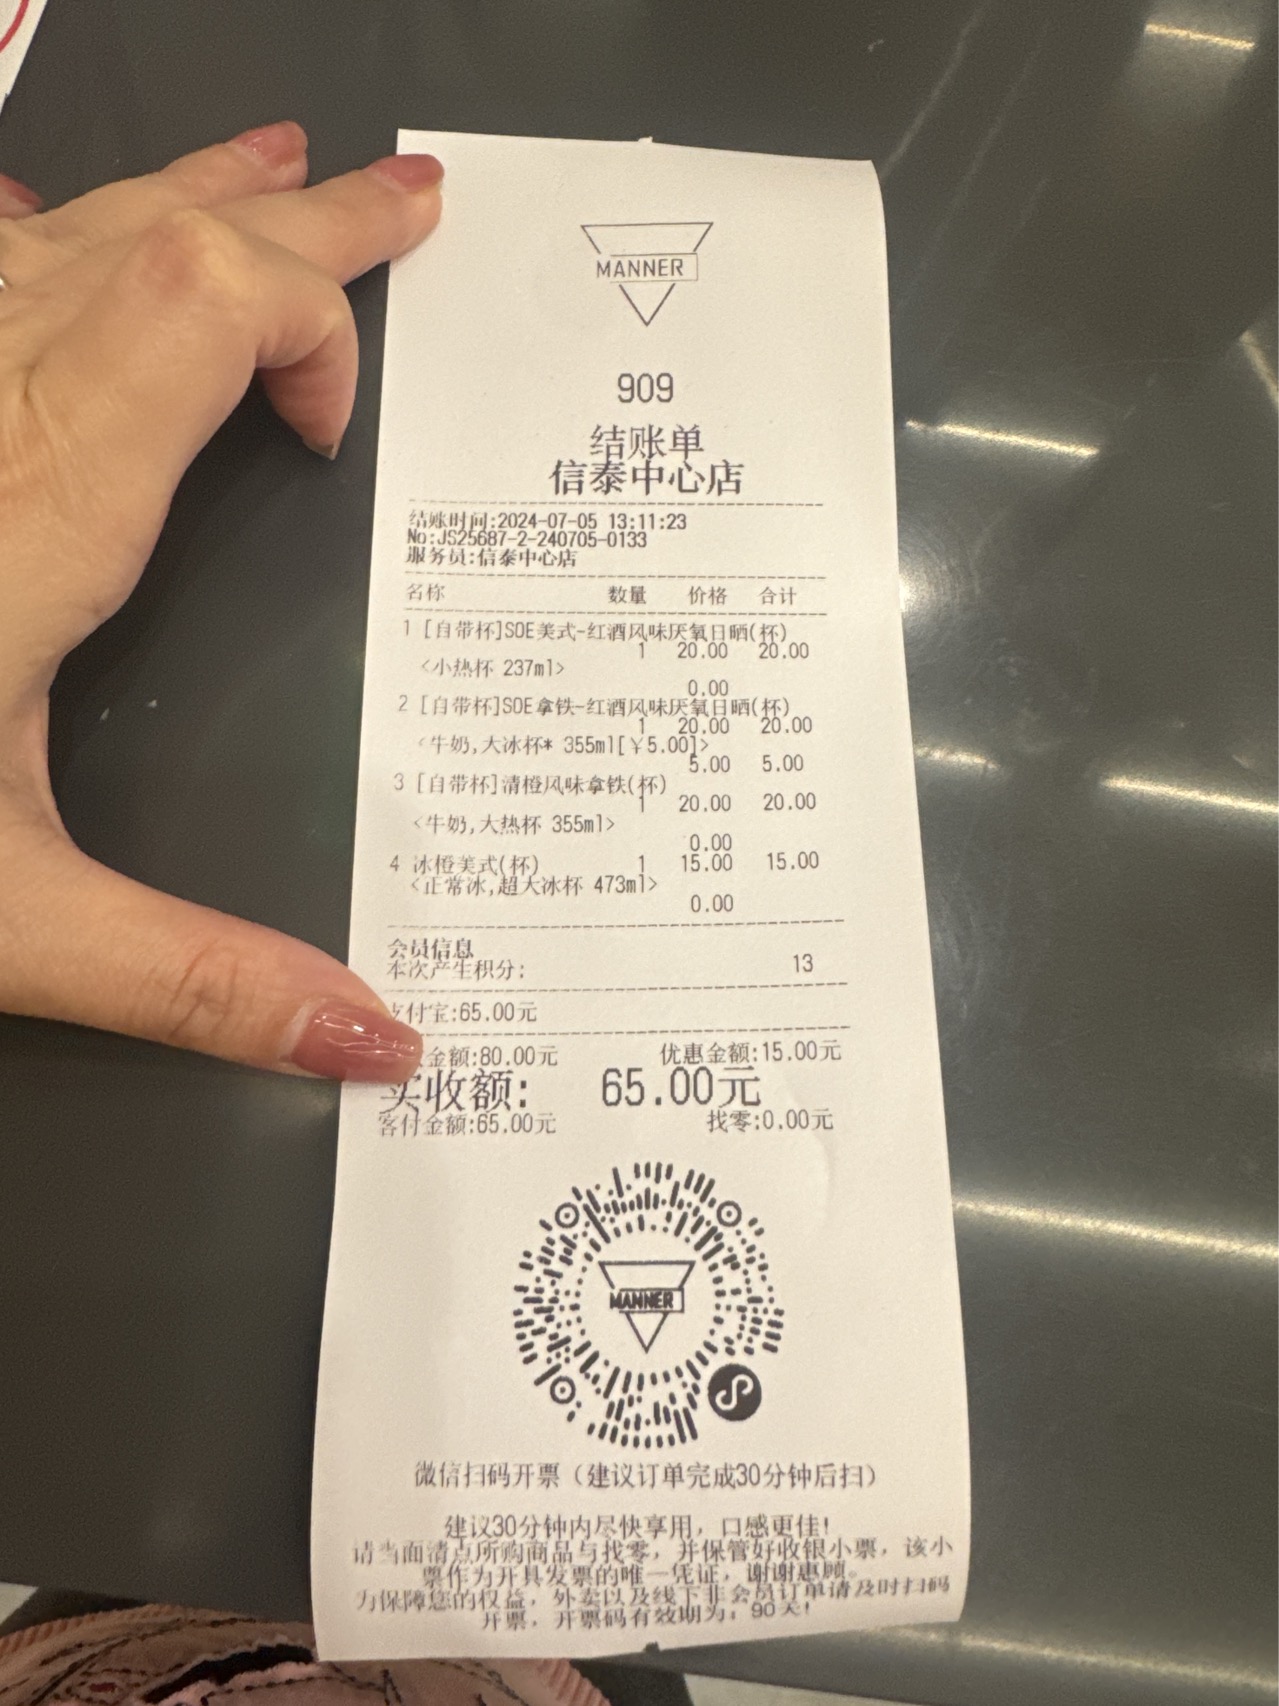 MANNER
909
结账单
信泰中心店
结账时间:2024-07-05 13:11:23
No:JS25687-2-240705-0133
服务员:信泰中心店
名称 数量 价格 合计
1 [自带杯]SOE美式-红酒风味厌氧日晒(杯)
1 20.00 20.00
<小热杯 237ml>
0.00
2 [自带杯]SOE拿铁-红酒风味厌氧日晒(杯)
1 20.00 20.00
<牛奶,大冰杯* 355ml[￥5.00]>
5.00 5.00
3 [自带杯]清橙风味拿铁(杯)
1 20.00 20.00
<牛奶,大热杯 355ml>
0.00
4 冰橙美式(杯) 1 15.00 15.00
<正常冰,超大冰杯 473ml>
0.00
会员信息
本次产生积分: 13
支付宝:65.00元
金额:80.00元 优惠金额:15.00元
实收额: 65.00元
客付金额:65.00元 找零:0.00元
MANNER
微信扫码开票（建议订单完成30分钟后扫）
建议30分钟内尽快享用，口感更佳!
请当面清点所购商品与找零，并保管好收银小票，该小
票作为开具发票的唯一凭证，谢谢惠顾。
为保障您的权益，外卖以及线下非会员订单请及时扫码
开票，开票码有效期为：90天!